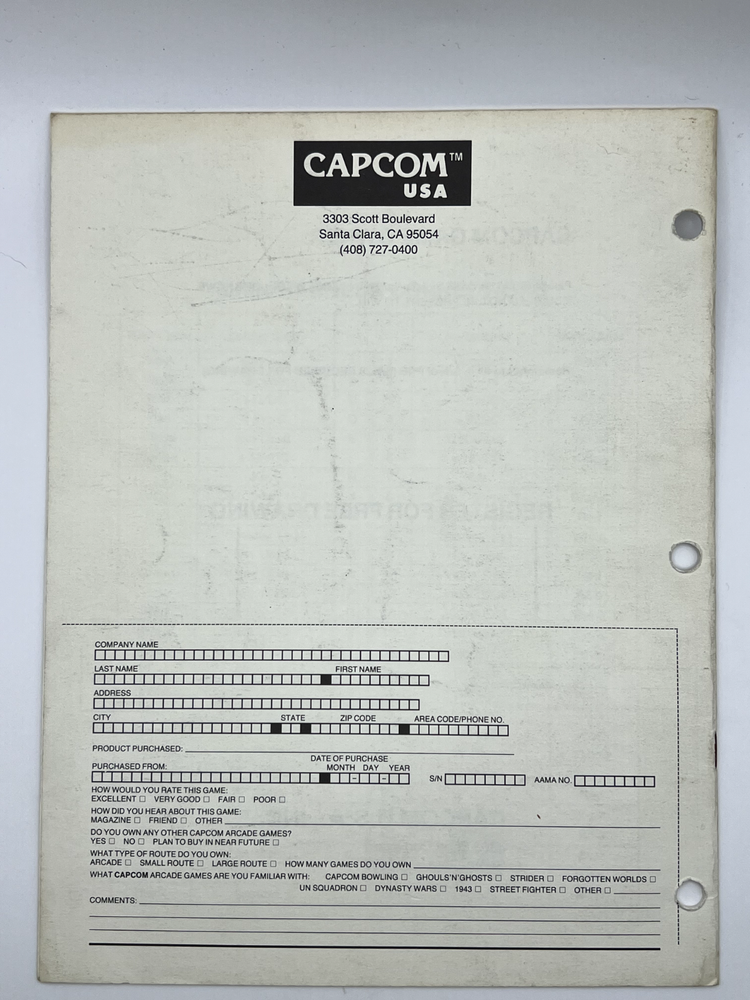 CAPCOM™
USA
3303 Scott Boulevard
Santa Clara, CA 95054
(408) 727-0400
COMPANY NAME
LAST NAME FIRST NAME
ADDRESS
CITY STATE ZIP CODE AREA CODE/PHONE NO.
PRODUCT PURCHASED:
DATE OF PURCHASE
PURCHASED FROM: MONTH DAY YEAR
S/N AAMA NO.
HOW WOULD YOU RATE THIS GAME:
EXCELLENT □ VERY GOOD □ FAIR □ POOR □
HOW DID YOU HEAR ABOUT THIS GAME:
MAGAZINE □ FRIEND □ OTHER
DO YOU OWN ANY OTHER CAPCOM ARCADE GAMES?
YES □ NO □ PLAN TO BUY IN NEAR FUTURE □
WHAT TYPE OF ROUTE DO YOU OWN:
ARCADE □ SMALL ROUTE □ LARGE ROUTE □ HOW MANY GAMES DO YOU OWN
WHAT CAPCOM ARCADE GAMES ARE YOU FAMILIAR WITH: CAPCOM BOWLING □ GHOULS'N'GHOSTS □ STRIDER □ FORGOTTEN WORLDS □
UN SQUADRON □ DYNASTY WARS □ 1943 □ STREET FIGHTER □ OTHER □
COMMENTS: